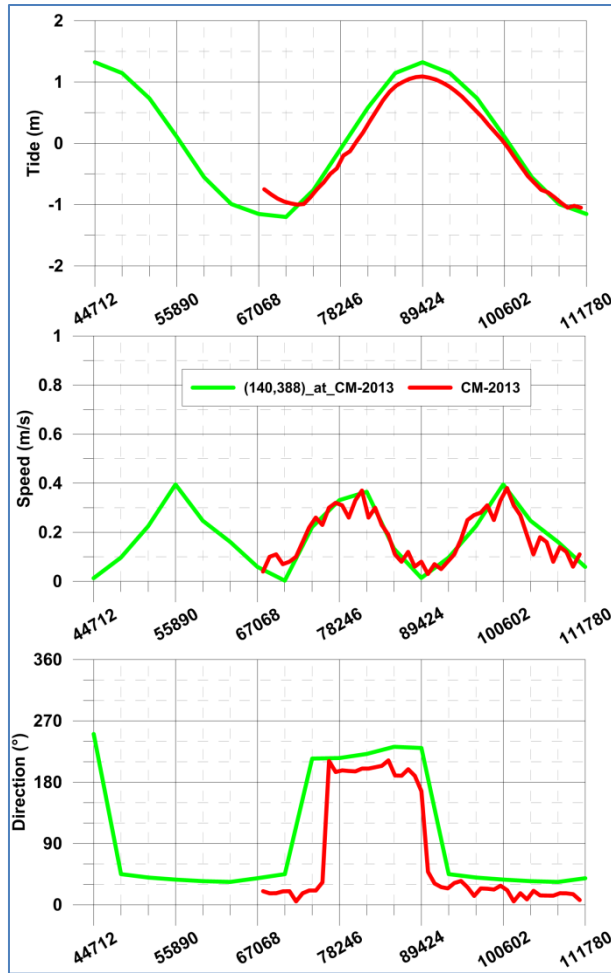 2
1
0
-1
-2
Tide (m)
44712 55890 67068 78246 89424 100602 111780
1
0.8
0.6
0.4
0.2
0
Speed (m/s)
(140,388)_at_CM-2013 CM-2013
44712 55890 67068 78246 89424 100602 111780
360
270
180
90
0
Direction (°)
44712 55890 67068 78246 89424 100602 111780